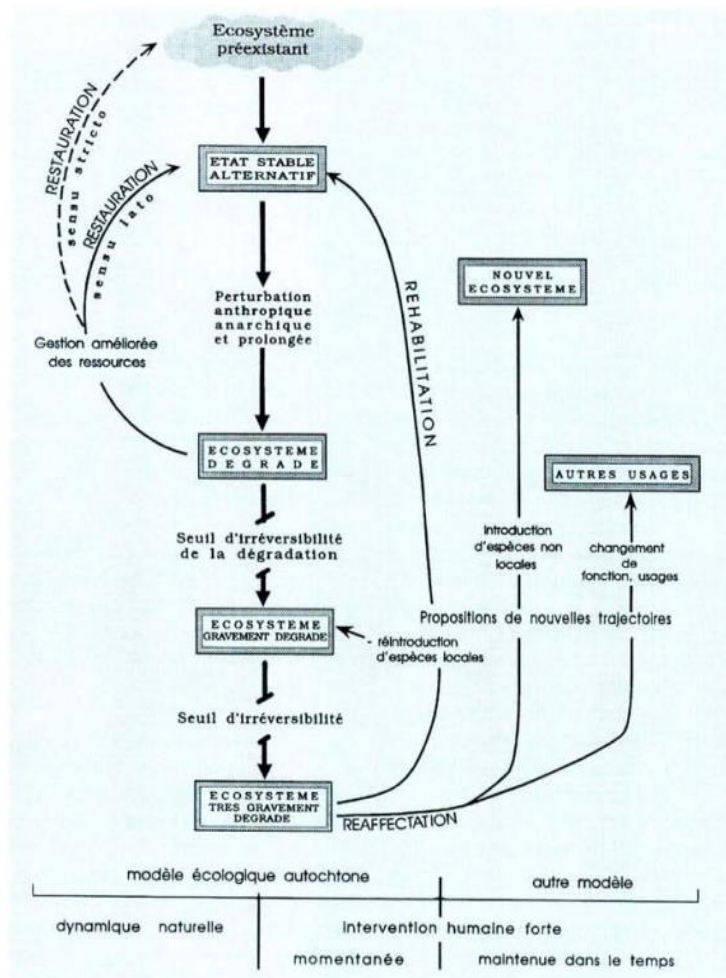 Ecosystème
préexistant
RESTAURATION
sensu stricto
RESTAURATION
sensu lato
ETAT STABLE
ALTERNATIF
NOUVEL
ECOSYSTEME
REHABILITATION
Perturbation
anthropique
anarchique
et prolongée
Gestion améliorée
des ressources
ECOSYSTEME
DEGRADE
AUTRES USAGES
Seuil d'irréversibilité
de la dégradation
Introduction
d'espèces non
locales
changement
de
fonction, usages
ECOSYSTEME
GRAVEMENT DEGRADE
Propositions de nouvelles trajectoires
- réintroduction
d'espèces locales
Seuil d'irréversibilité
ECOSYSTEME
TRES GRAVEMENT
DEGRADE
REAFFECTATION
modèle écologique autochtone
autre modèle
dynamique naturelle
intervention humaine forte
momentanée
maintenue dans le temps